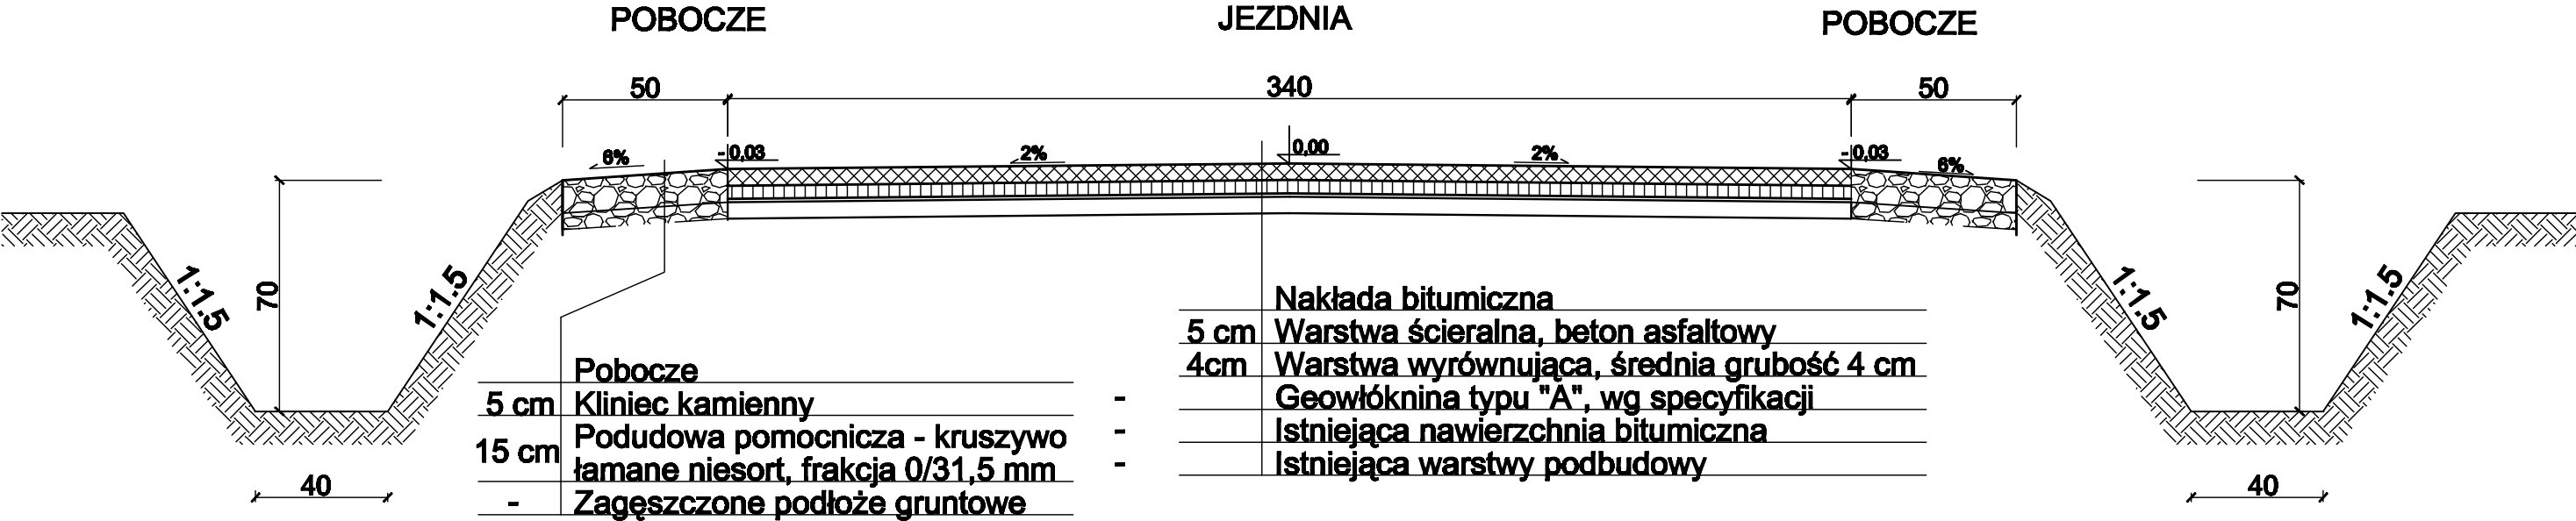 POBOCZE JEZDNIA POBOCZE
50 340 50
6% - 0,03 2% 0,00 2% - 0,03 6%
70 1:1.5 1:1.5 1:1.5 1:1.5 70
Nakłada bitumiczna
5 cm Warstwa ścieralna, beton asfaltowy
4cm Warstwa wyrównująca, średnia grubość 4 cm
- Geowłóknina typu "A", wg specyfikacji
- Istniejąca nawierzchnia bitumiczna
- Istniejąca warstwy podbudowy
Pobocze
5 cm Kliniec kamienny
15 cm Podudowa pomocnicza - kruszywo
łamane niesort, frakcja 0/31,5 mm
- Zagęszczone podłoże gruntowe
40 40